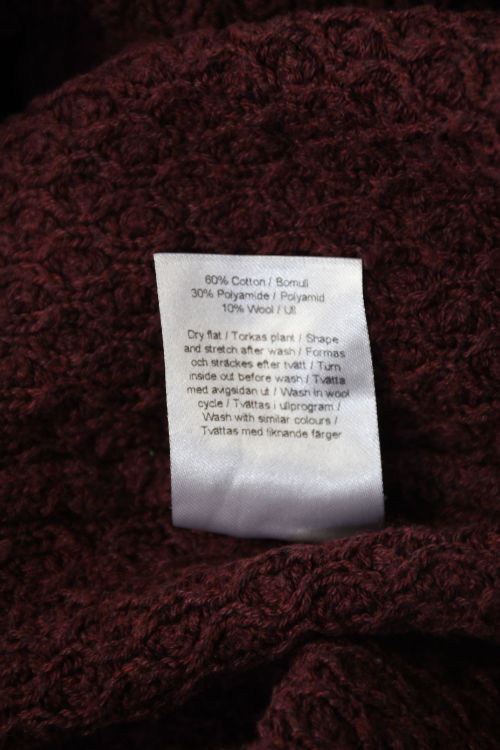 60% Cotton / Bomull
30% Polyamide / Polyamid
10% Wool / Ull
Dry flat / Torkas plant / Shape
and stretch after wash / Formas
och sträckes efter tvätt / Turn
inside out before wash / Tvätta
med avigsidan ut / Wash in wool
cycle / Tvättas i ullprogram /
Wash with similar colours /
Tvättas med liknande färger